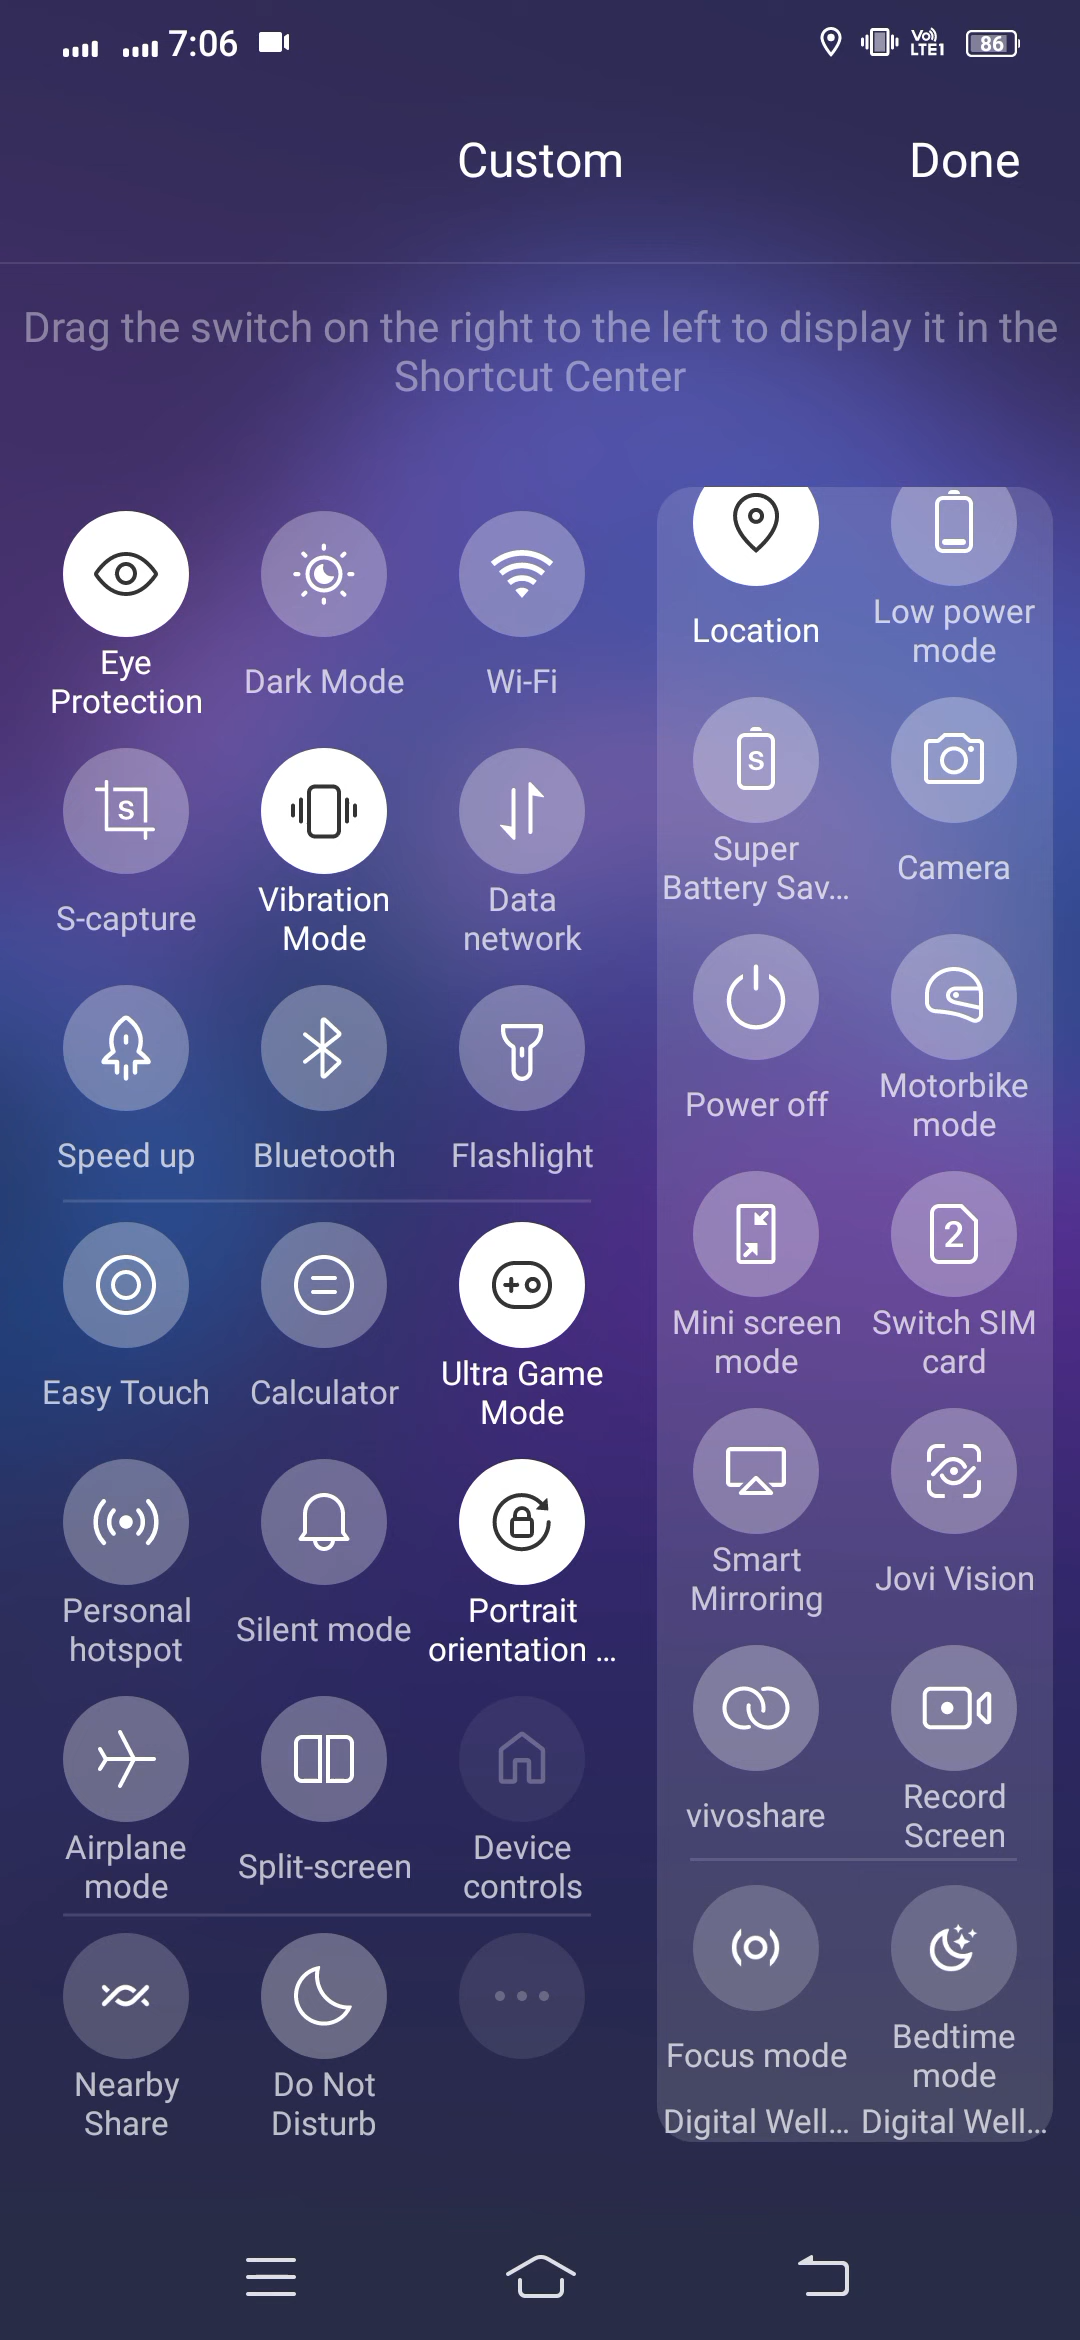 7:06
Vo)) LTE1
86
Custom
Done
Drag the switch on the right to the left to display it in the
Shortcut Center
Eye
Protection
Dark Mode
Wi-Fi
Location
Low power
mode
S
S-capture
Vibration
Mode
Data
network
S
Super
Battery Sav...
Camera
Speed up
Bluetooth
Flashlight
Power off
Motorbike
mode
Easy Touch
Calculator
Ultra Game
Mode
Mini screen
mode
2
Switch SIM
card
Personal
hotspot
Silent mode
Portrait
orientation ...
Smart
Mirroring
Jovi Vision
Airplane
mode
Split-screen
Device
controls
vivoshare
Record
Screen
Nearby
Share
Do Not
Disturb
Focus mode
Digital Well...
Bedtime
mode
Digital Well...